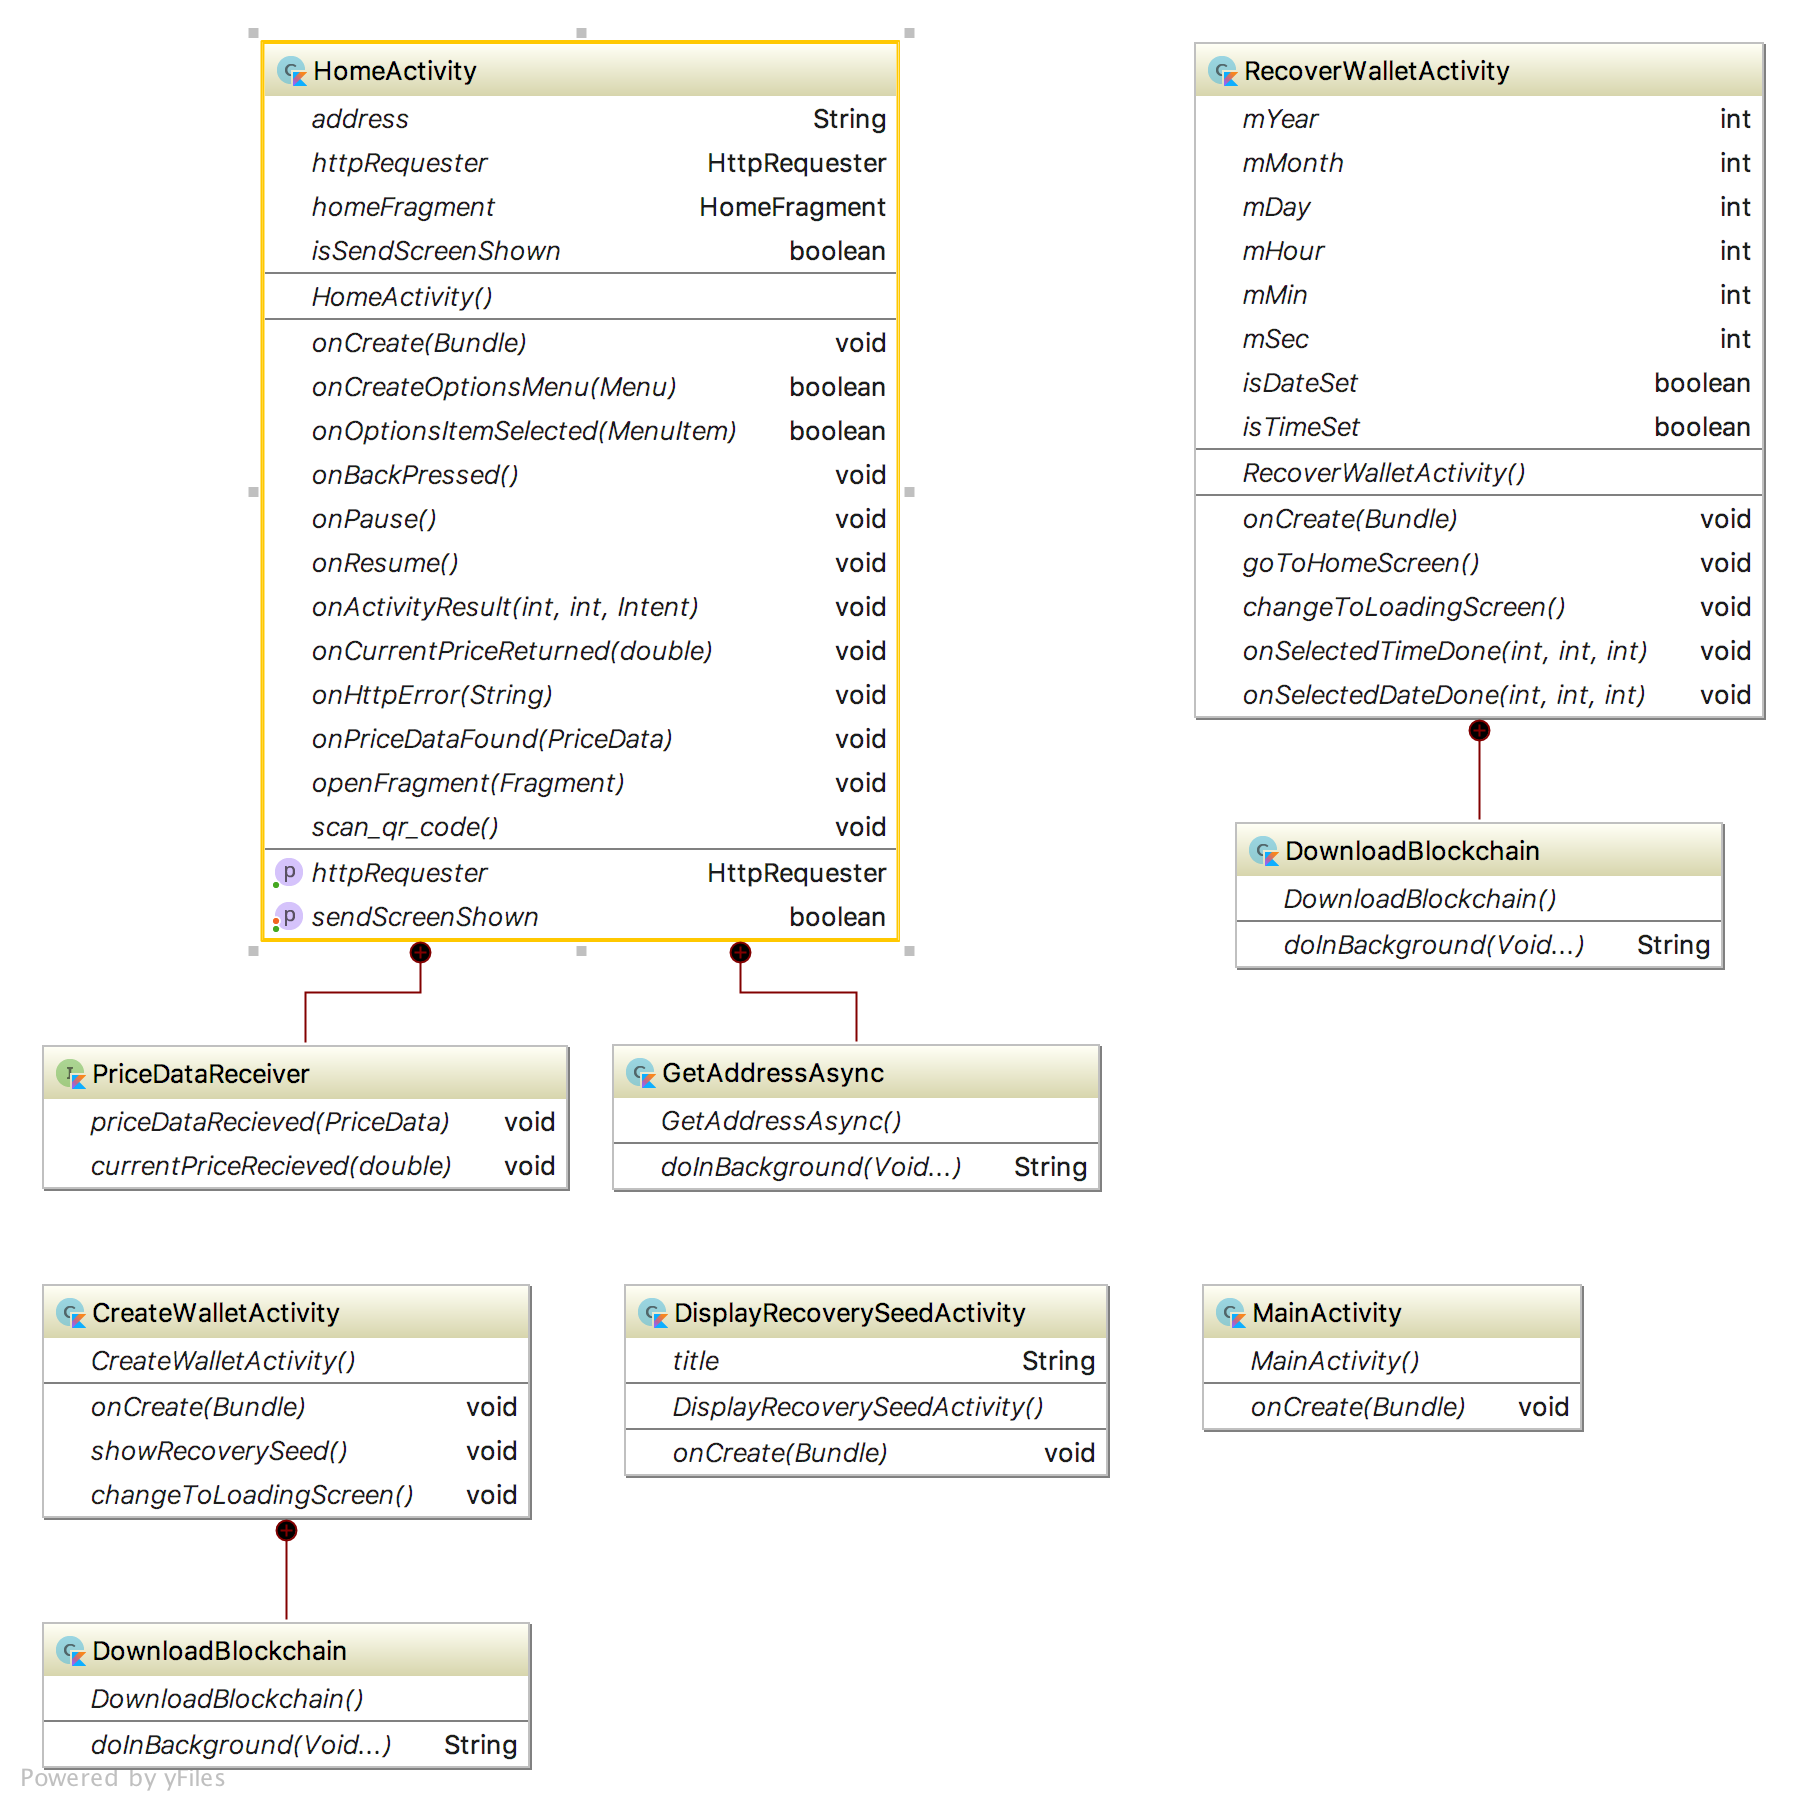 HomeActivity
address String
httpRequester HttpRequester
homeFragment HomeFragment
isSendScreenShown boolean
HomeActivity()
onCreate(Bundle) void
onCreateOptionsMenu(Menu) boolean
onOptionsItemSelected(MenuItem) boolean
onBackPressed() void
onPause() void
onResume() void
onActivityResult(int, int, Intent) void
onCurrentPriceReturned(double) void
onHttpError(String) void
onPriceDataFound(PriceData) void
openFragment(Fragment) void
scan_qr_code() void
p httpRequester HttpRequester
p sendScreenShown boolean
RecoverWalletActivity
mYear int
mMonth int
mDay int
mHour int
mMin int
mSec int
isDateSet boolean
isTimeSet boolean
RecoverWalletActivity()
onCreate(Bundle) void
goToHomeScreen() void
changeToLoadingScreen() void
onSelectedTimeDone(int, int, int) void
onSelectedDateDone(int, int, int) void
DownloadBlockchain
DownloadBlockchain()
doInBackground(Void...) String
PriceDataReceiver
priceDataRecieved(PriceData) void
currentPriceRecieved(double) void
GetAddressAsync
GetAddressAsync()
doInBackground(Void...) String
CreateWalletActivity
CreateWalletActivity()
onCreate(Bundle) void
showRecoverySeed() void
changeToLoadingScreen() void
DisplayRecoverySeedActivity
title String
DisplayRecoverySeedActivity()
onCreate(Bundle) void
MainActivity
MainActivity()
onCreate(Bundle) void
DownloadBlockchain
DownloadBlockchain()
doInBackground(Void...) String
Powered by yFiles